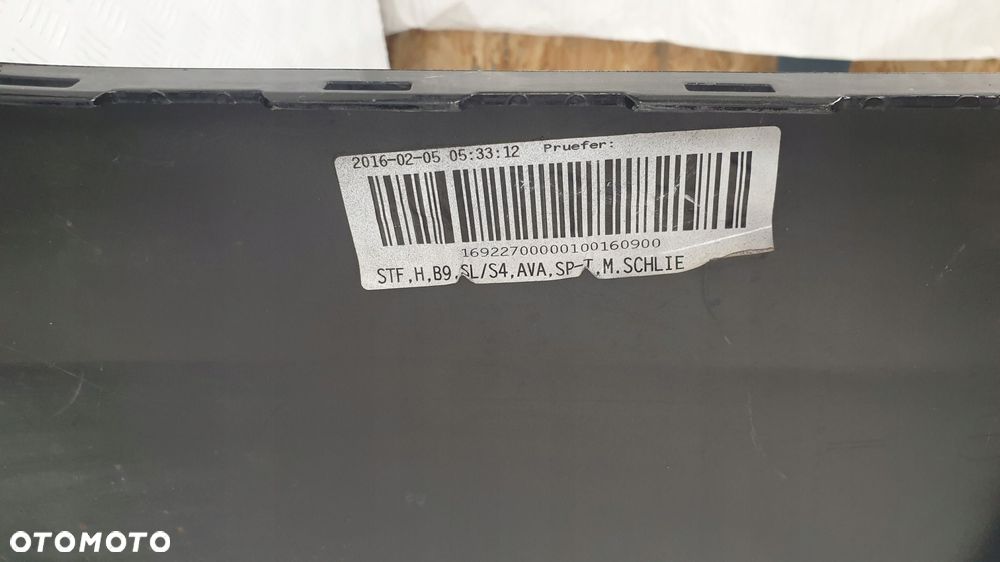 2016-02-05 05:33:12 Pruefer:
16922700000100160900
STF,H,B9,SL/S4,AVA,SP-T,M.SCHLIE
OTOMOTO